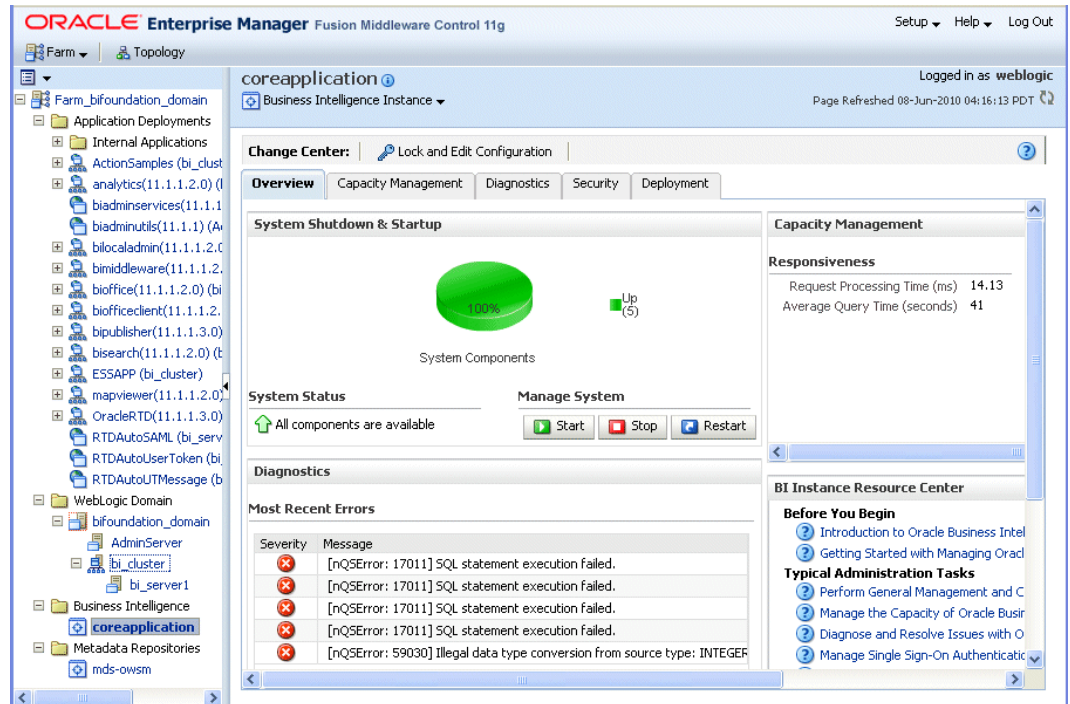 ORACLE Enterprise Manager Fusion Middleware Control 11g
Setup Help Log Out
Farm Topology
Farm_bifoundation_domain
Application Deployments
Internal Applications
ActionSamples (bi_clust
analytics(11.1.1.2.0) (
biadminservices(11.1.1
biadminutils(11.1.1) (A
bilocaladmin(11.1.1.2.0
bimiddleware(11.1.1.2.
bioffice(11.1.1.2.0) (bi
biofficeclient(11.1.1.2.
bipublisher(11.1.1.3.0)
bisearch(11.1.1.2.0) (b
ESSAPP (bi_cluster)
mapviewer(11.1.1.2.0)
OracleRTD(11.1.1.3.0)
RTDAutoSAML (bi_serv
RTDAutoUserToken (bi_
RTDAutoUTMessage (b
WebLogic Domain
bifoundation_domain
AdminServer
bi_cluster
bi_server1
Business Intelligence
coreapplication
Metadata Repositories
mds-owsm
coreapplication
Logged in as weblogic
Business Intelligence Instance
Page Refreshed 08-Jun-2010 04:16:13 PDT
Change Center: Lock and Edit Configuration
Overview Capacity Management Diagnostics Security Deployment
System Shutdown & Startup
100%
Up
(5)
System Components
System Status
All components are available
Manage System
Start Stop Restart
Diagnostics
Most Recent Errors
Severity Message
[nQSError: 17011] SQL statement execution failed.
[nQSError: 17011] SQL statement execution failed.
[nQSError: 17011] SQL statement execution failed.
[nQSError: 17011] SQL statement execution failed.
[nQSError: 59030] Illegal data type conversion from source type: INTEGER
Capacity Management
Responsiveness
Request Processing Time (ms) 14.13
Average Query Time (seconds) 41
BI Instance Resource Center
Before You Begin
Introduction to Oracle Business Intel
Getting Started with Managing Oracl
Typical Administration Tasks
Perform General Management and C
Manage the Capacity of Oracle Busin
Diagnose and Resolve Issues with O
Manage Single Sign-On Authenticatic